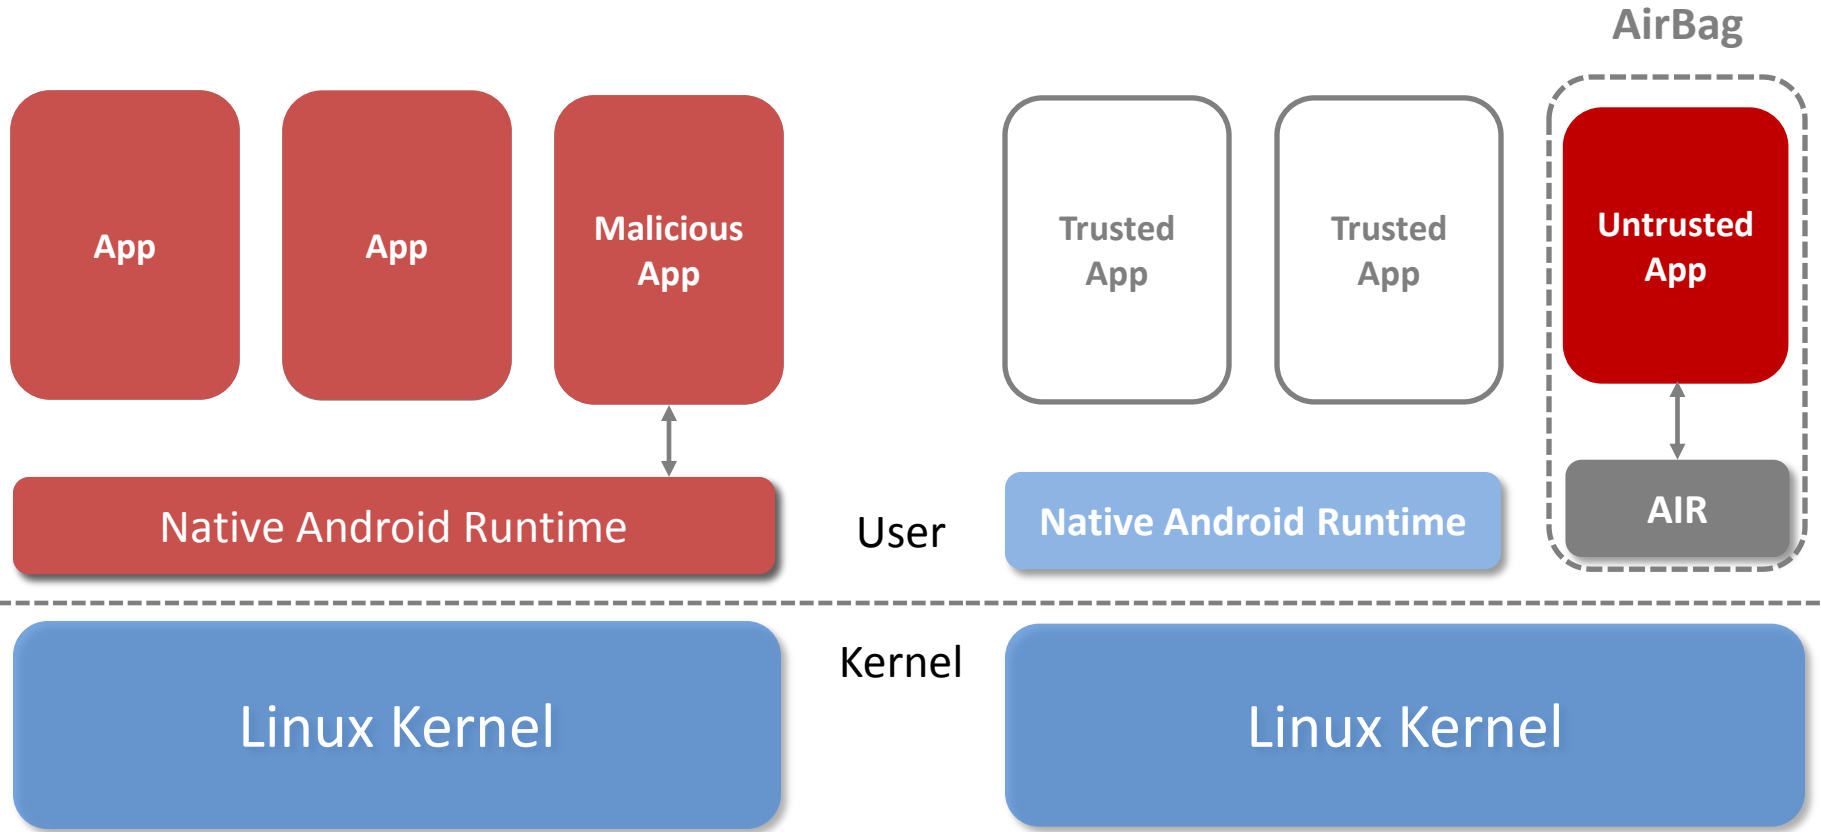 AirBag
App
App
Malicious
App
Trusted
App
Trusted
App
Untrusted
App
Native Android Runtime
User
Native Android Runtime
AIR
Kernel
Linux Kernel
Linux Kernel